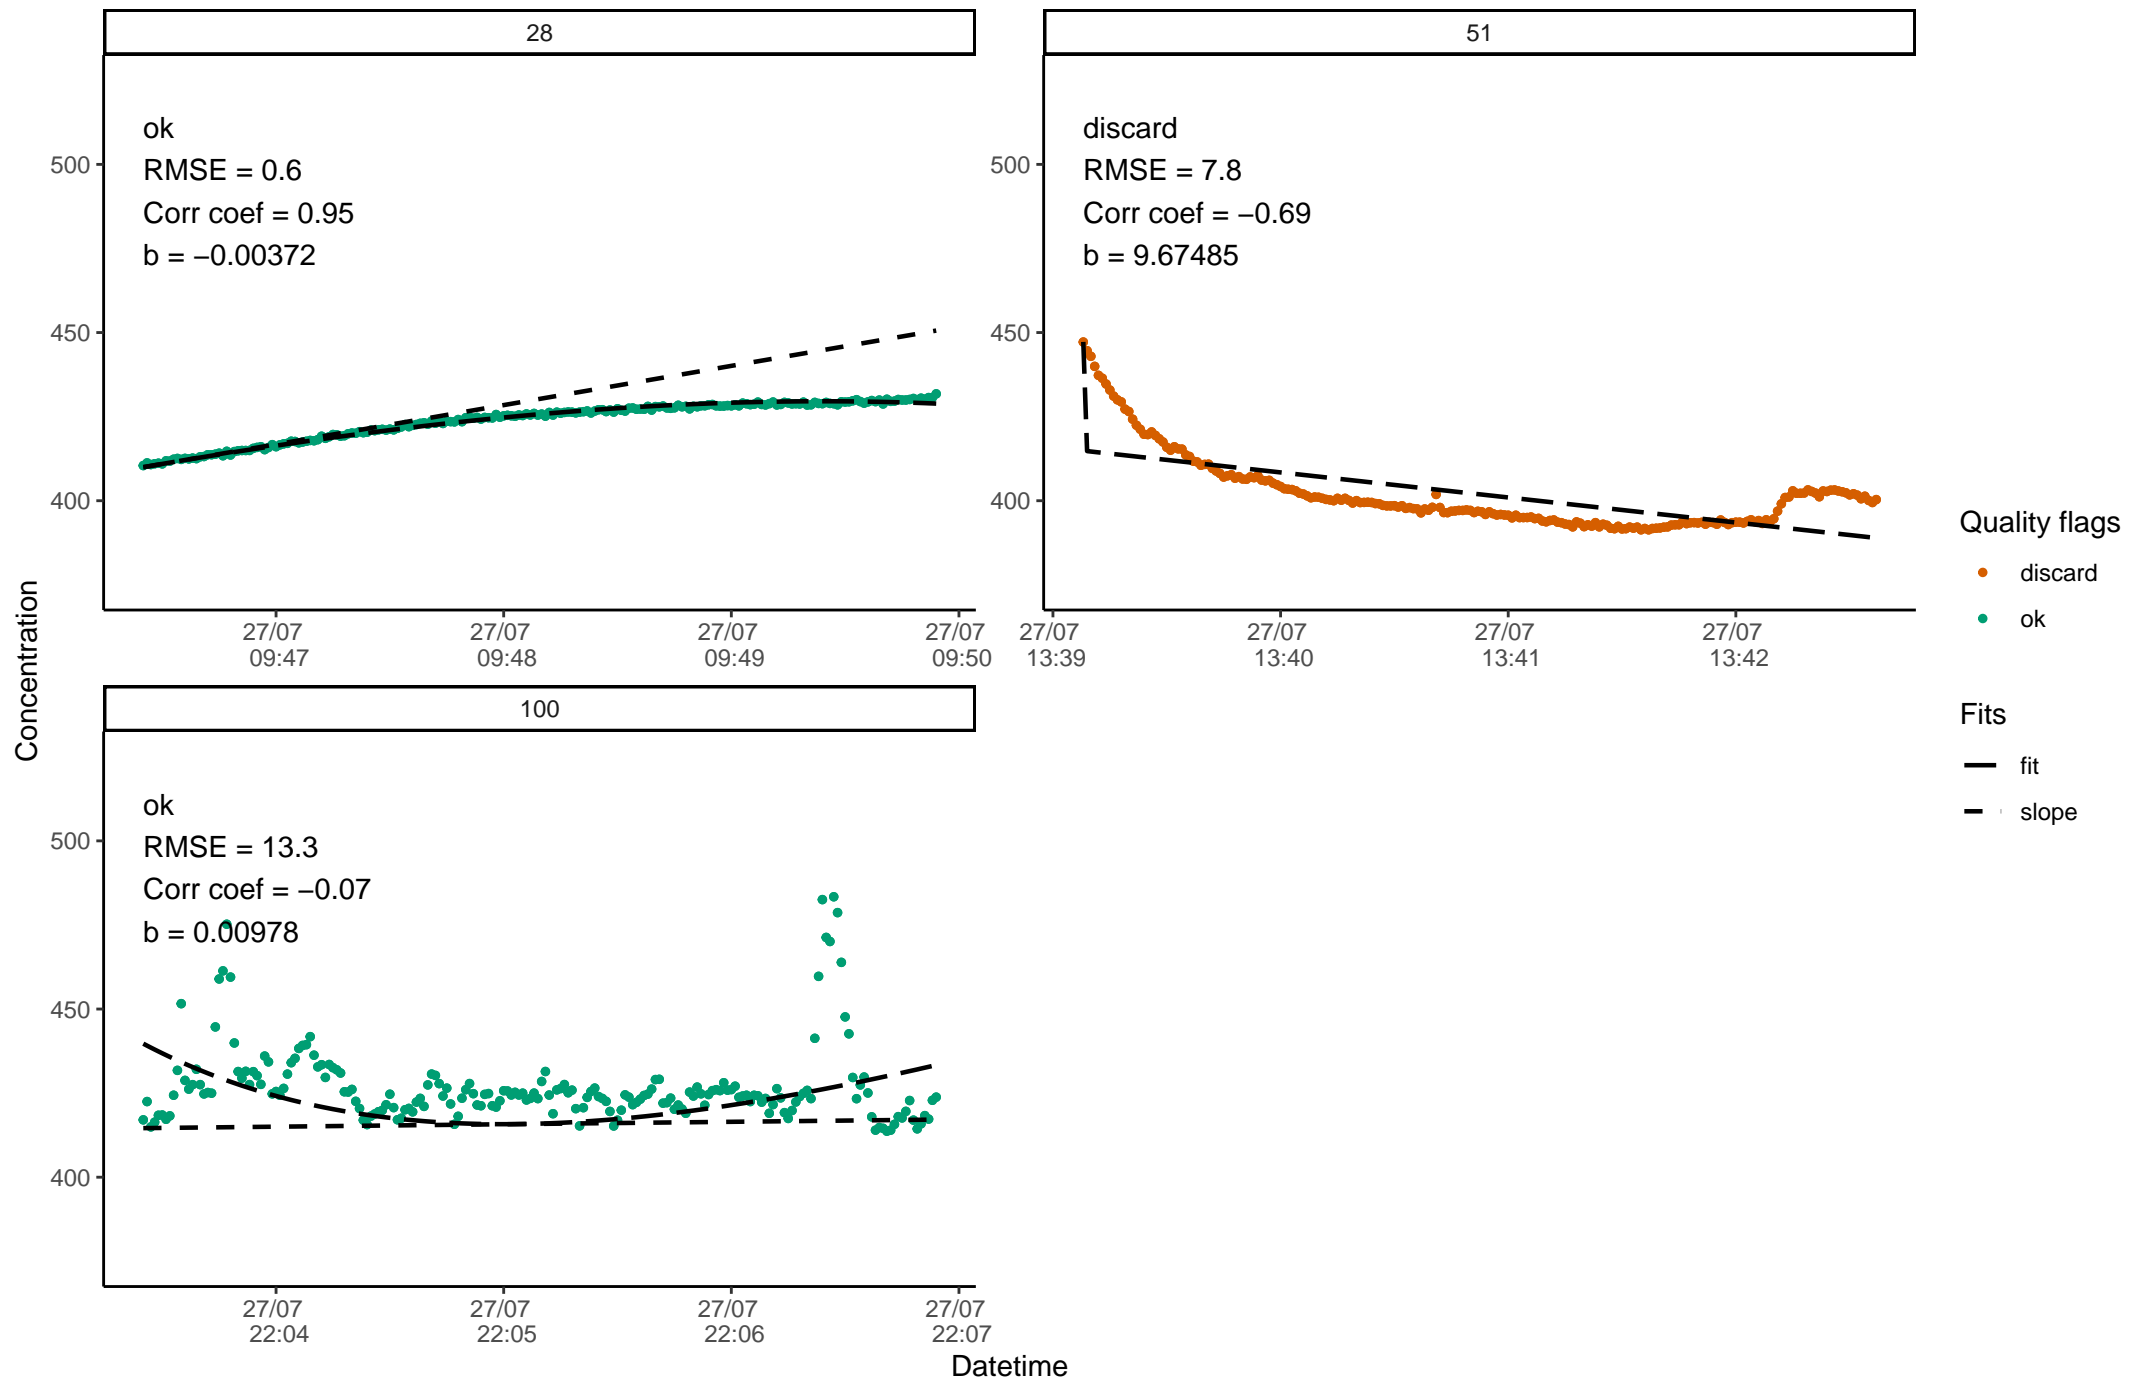 28
ok
RMSE = 0.6
Corr coef = 0.95
b = −0.00372
500
450
400
27/07
09:47
27/07
09:48
27/07
09:49
27/07
09:50
51
discard
RMSE = 7.8
Corr coef = −0.69
b = 9.67485
500
450
400
27/07
13:39
27/07
13:40
27/07
13:41
27/07
13:42
100
ok
RMSE = 13.3
Corr coef = −0.07
b = 0.00978
500
450
400
27/07
22:04
27/07
22:05
27/07
22:06
27/07
22:07
Concentration
Datetime
Quality flags
discard
ok
Fits
fit
slope